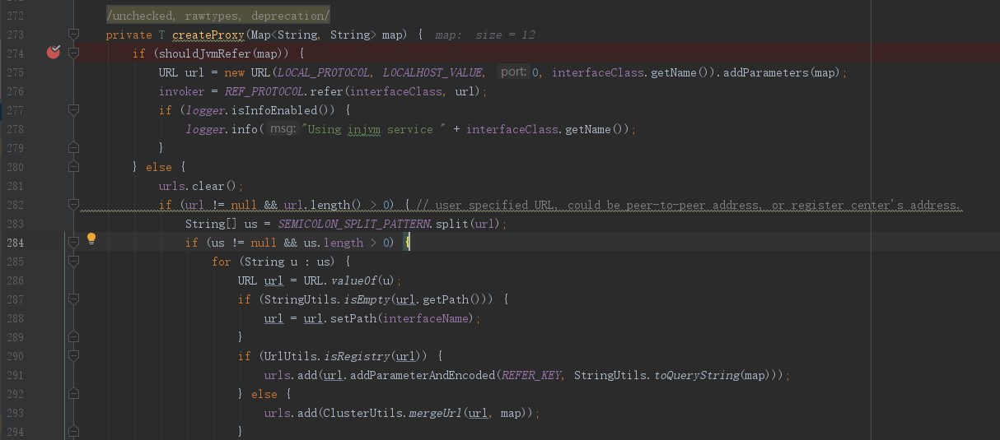 272 /unchecked, rawtypes, deprecation/
273 private T createProxy(Map<String, String> map) { map: size = 12
274 if (shouldJvmRefer(map)) {
275 URL url = new URL(LOCAL_PROTOCOL, LOCALHOST_VALUE, port: 0, interfaceClass.getName()).addParameters(map);
276 invoker = REF_PROTOCOL.refer(interfaceClass, url);
277 if (logger.isInfoEnabled()) {
278 logger.info( msg: "Using injvm service " + interfaceClass.getName());
279 }
280 } else {
281 urls.clear();
282 if (url != null && url.length() > 0) { // user specified URL, could be peer-to-peer address, or register center's address.
283 String[] us = SEMICOLON_SPLIT_PATTERN.split(url);
284 if (us != null && us.length > 0) {
285 for (String u : us) {
286 URL url = URL.valueOf(u);
287 if (StringUtils.isEmpty(url.getPath())) {
288 url = url.setPath(interfaceName);
289 }
290 if (UrlUtils.isRegistry(url)) {
291 urls.add(url.addParameterAndEncoded(REFER_KEY, StringUtils.toQueryString(map)));
292 } else {
293 urls.add(ClusterUtils.mergeUrl(url, map));
294 }